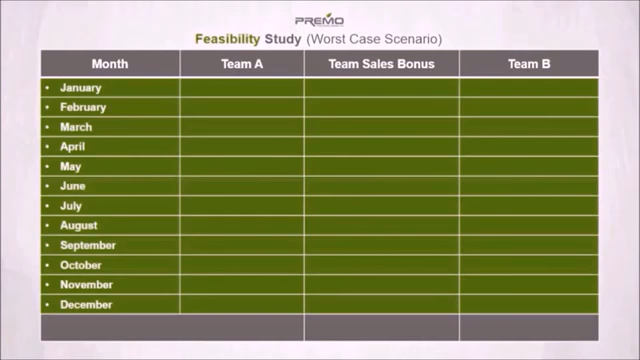 PREMO
Feasibility Study (Worst Case Scenario)
Month Team A Team Sales Bonus Team B
• January
• February
• March
• April
• May
• June
• July
• August
• September
• October
• November
• December